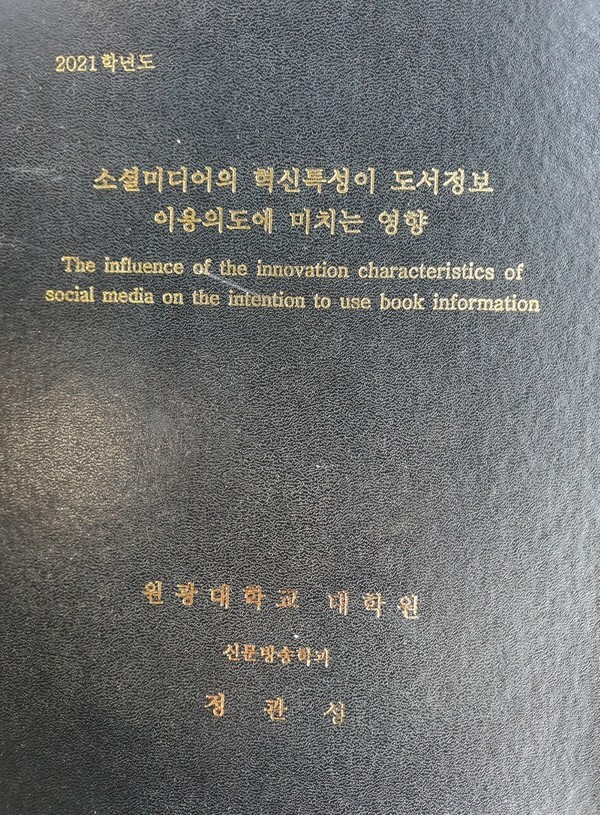 2021학년도
소셜미디어의 혁신특성이 도서정보
이용의도에 미치는 영향
The influence of the innovation characteristics of
social media on the intention to use book information
원광대학교 대학원
신문방송학과
정관성